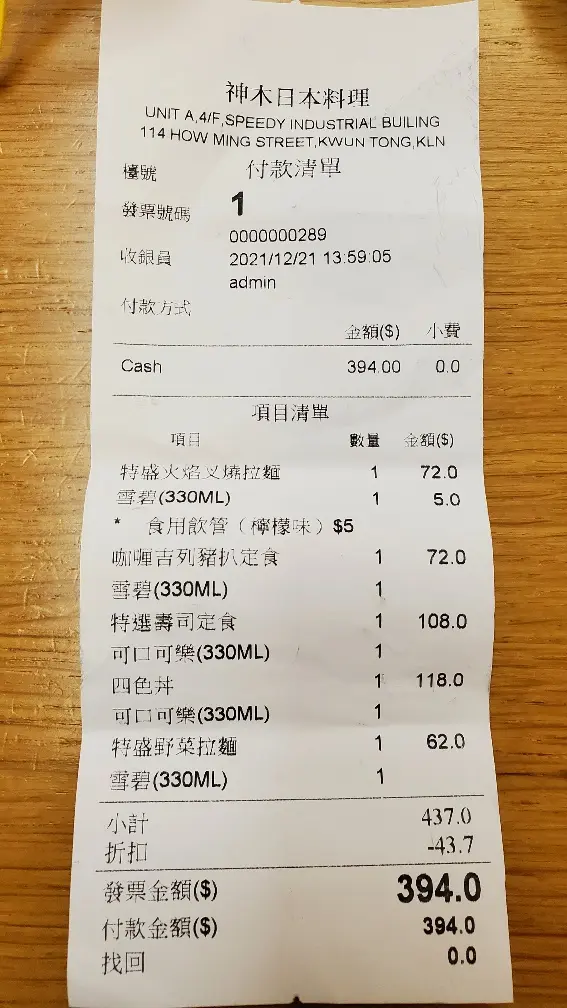 神木日本料理
UNIT A,4/F,SPEEDY INDUSTRIAL BUILING
114 HOW MING STREET,KWUN TONG,KLN
檯號 付款清單
發票號碼 1
0000000289
收銀員 2021/12/21 13:59:05
admin
付款方式
金額($) 小費
Cash 394.00 0.0
項目清單
項目 數量 金額($)
特盛火焰叉燒拉麵 1 72.0
雪碧(330ML) 1 5.0
* 食用飲管（檸檬味）$5
咖喱吉列豬扒定食 1 72.0
雪碧(330ML) 1
特選壽司定食 1 108.0
可口可樂(330ML) 1
四色丼 1 118.0
可口可樂(330ML) 1
特盛野菜拉麵 1 62.0
雪碧(330ML) 1
小計 437.0
折扣 -43.7
發票金額($) 394.0
付款金額($) 394.0
找回 0.0